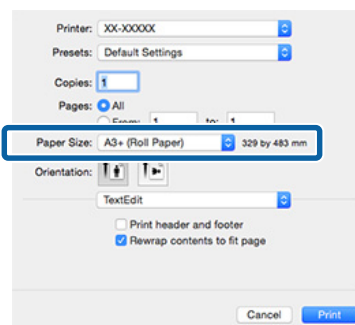 Printer: XX-XXXXX
Presets: Default Settings
Copies: 1
Pages: All
From: 1 to: 1
Paper Size: A3+ (Roll Paper) 329 by 483 mm
Orientation:
TextEdit
Print header and footer
Rewrap contents to fit page
Cancel Print